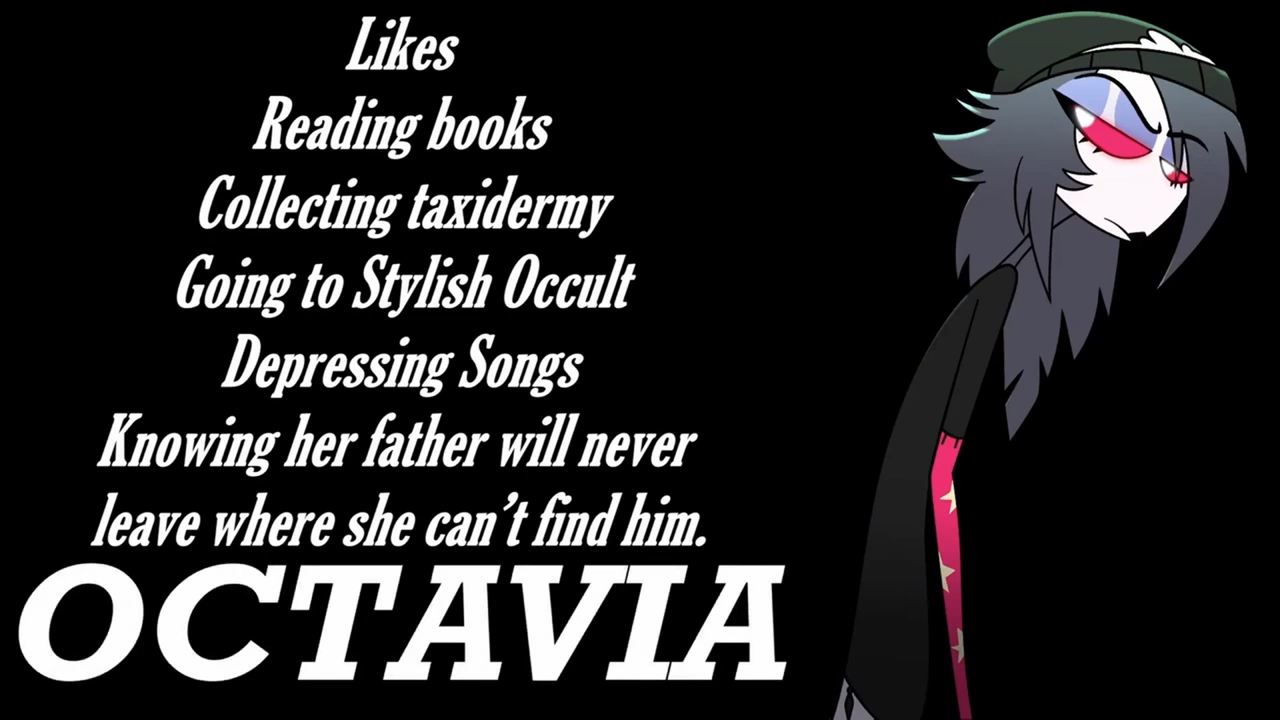 Likes
Reading books
Collecting taxidermy
Going to Stylish Occult
Depressing Songs
Knowing her father will never
leave where she can't find him.
OCTAVIA